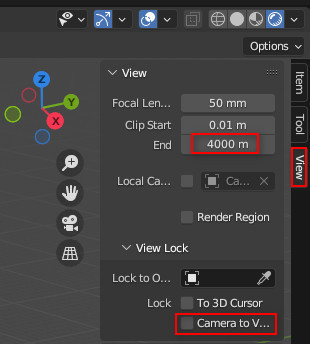 Options
Z
Y
X
View
Focal Len...
50 mm
Clip Start
0.01 m
End
4000 m
Local Ca...
Ca...
Render Region
View Lock
Lock to O...
Lock
To 3D Cursor
Camera to V...
Item
Tool
View